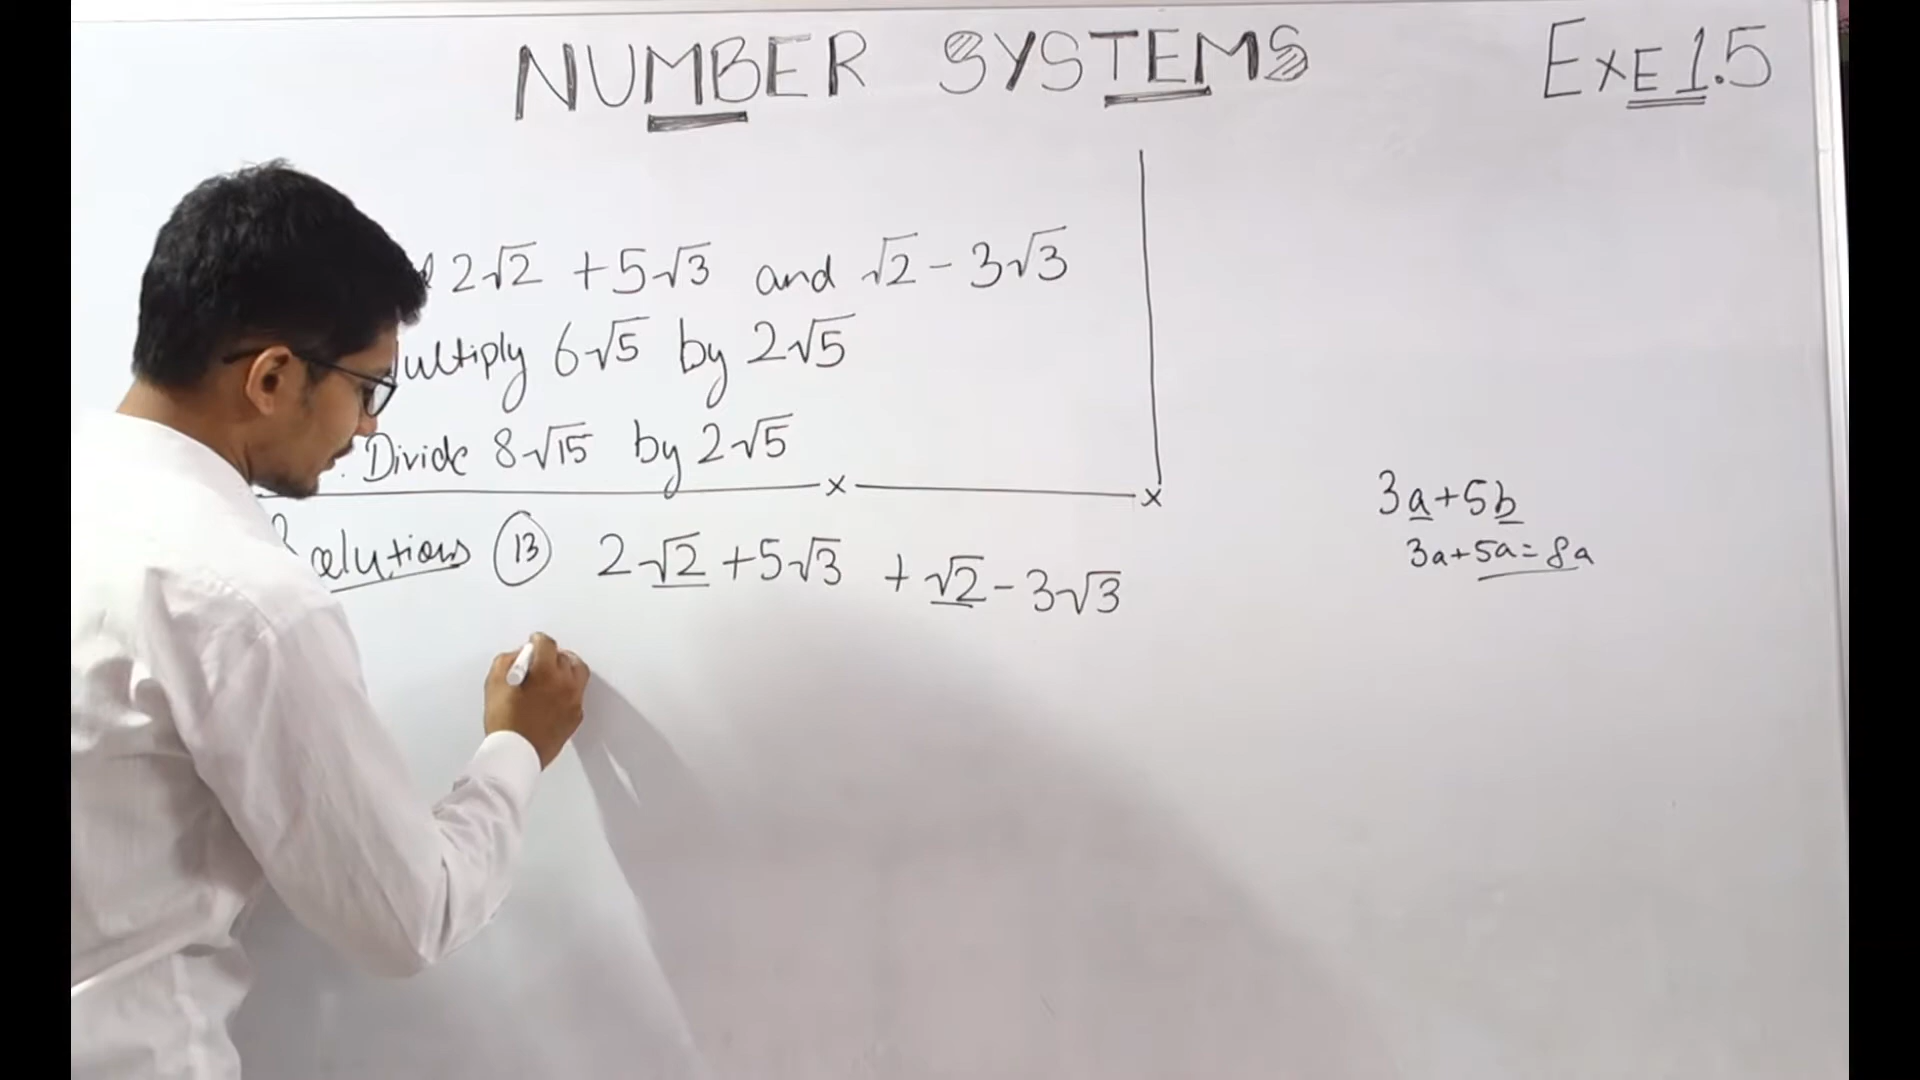 NUMBER SYSTEMS
EXE 1.5
2√2 + 5√3 and √2 - 3√3
ultiply 6√5 by 2√5
. Divide 8√15 by 2√5
Solutions 13 2√2 + 5√3 + √2 - 3√3
3a+5b
3a+5a=8a